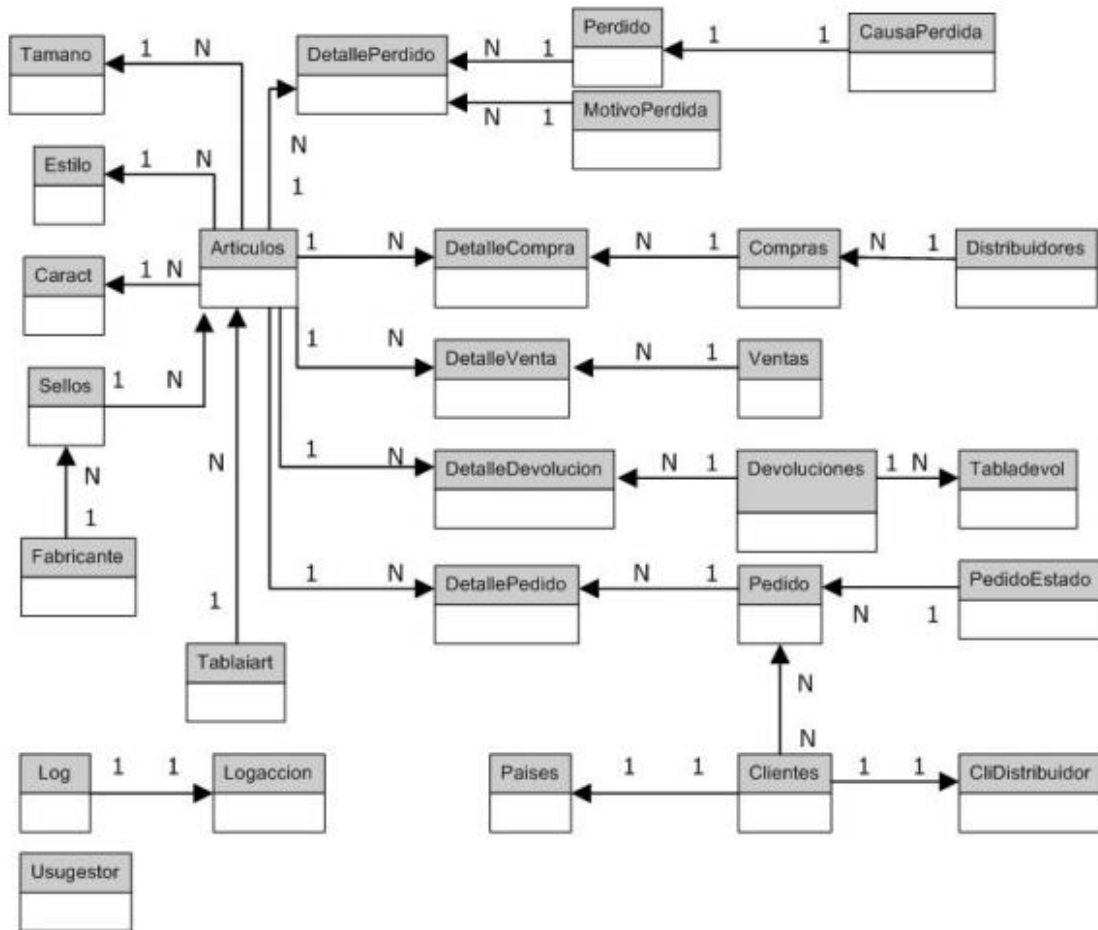 Perdido
1 N
DetallePerdido
N 1
1 1
CausaPerdida
Tamano
N 1
MotivoPerdida
Estilo
1 N
N
1
Articulos
1 N
DetalleCompra
N 1
Compras
N 1
Distribuidores
Caract
1 N
1 N
DetalleVenta
N 1
Ventas
Sellos
1 N
1 N
DetalleDevolucion
N 1
Devoluciones
1 N
Tabladevol
N
N
1
Fabricante
1 N
DetallePedido
N 1
Pedido
N 1
PedidoEstado
1
Tablaiart
N
N
Log
1 1
Logaccion
Paises
1 1
Clientes
1 1
CliDistribuidor
Usugestor